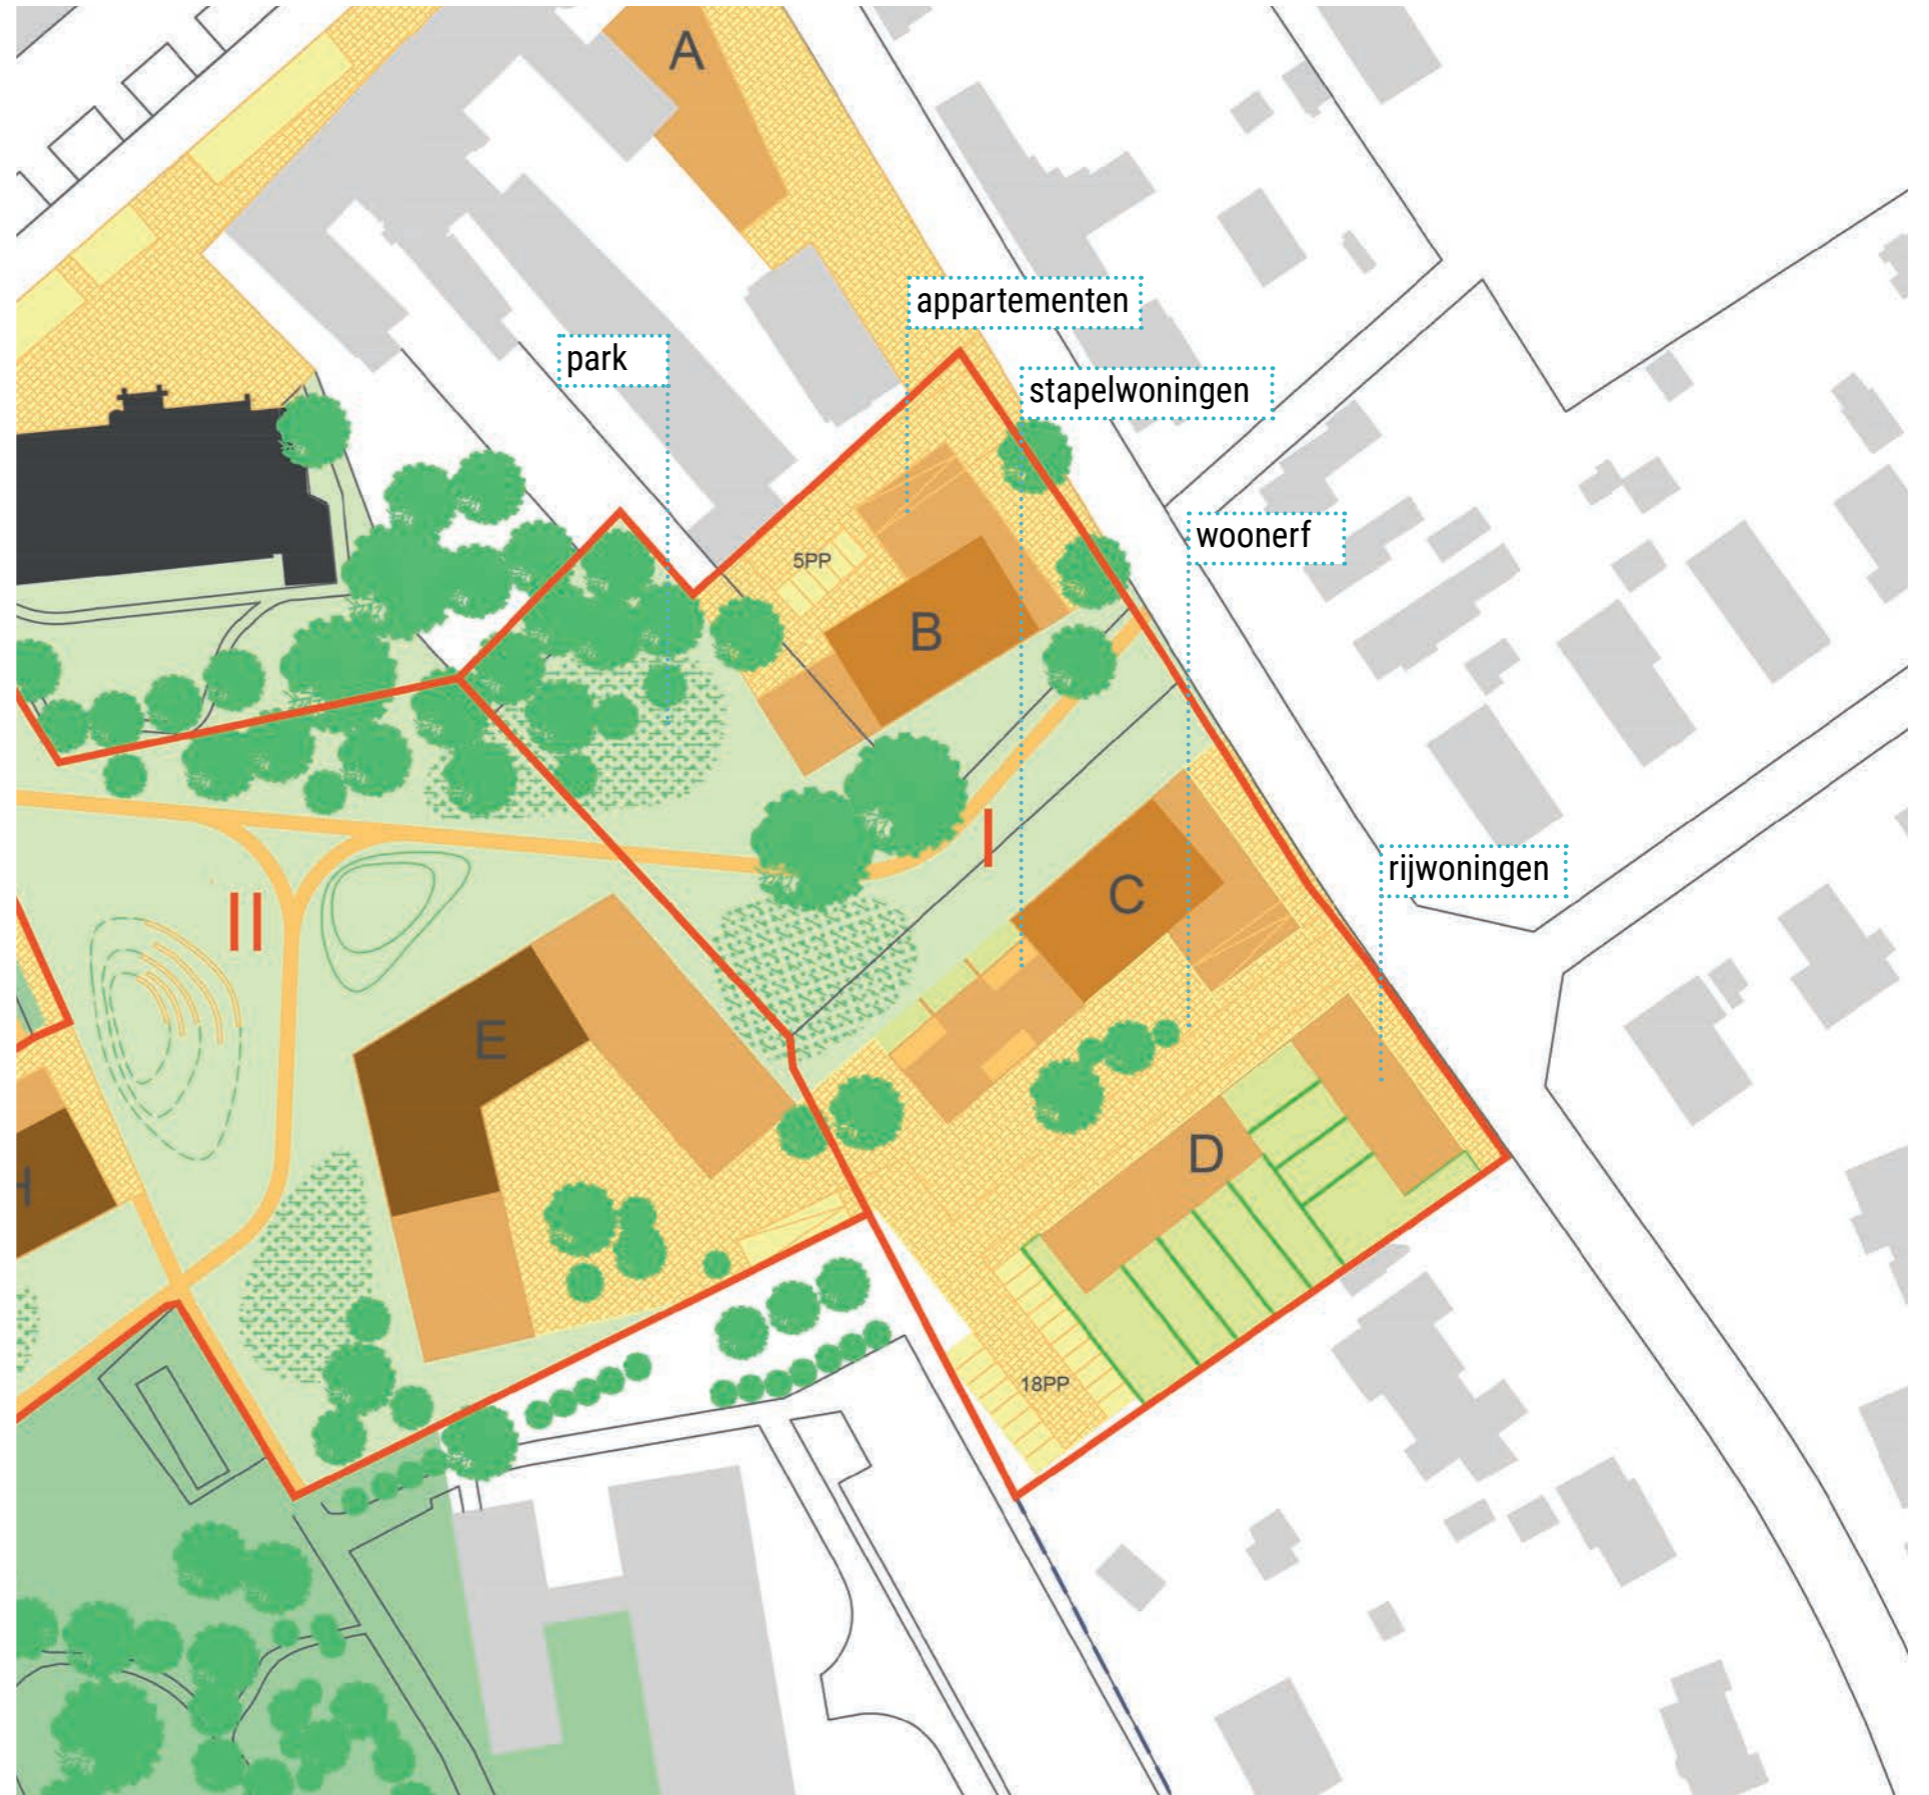 A
appartementen
park
stapelwoningen
woonerf
5PP
B
I
rijwoningen
C
II
E
D
H
18PP